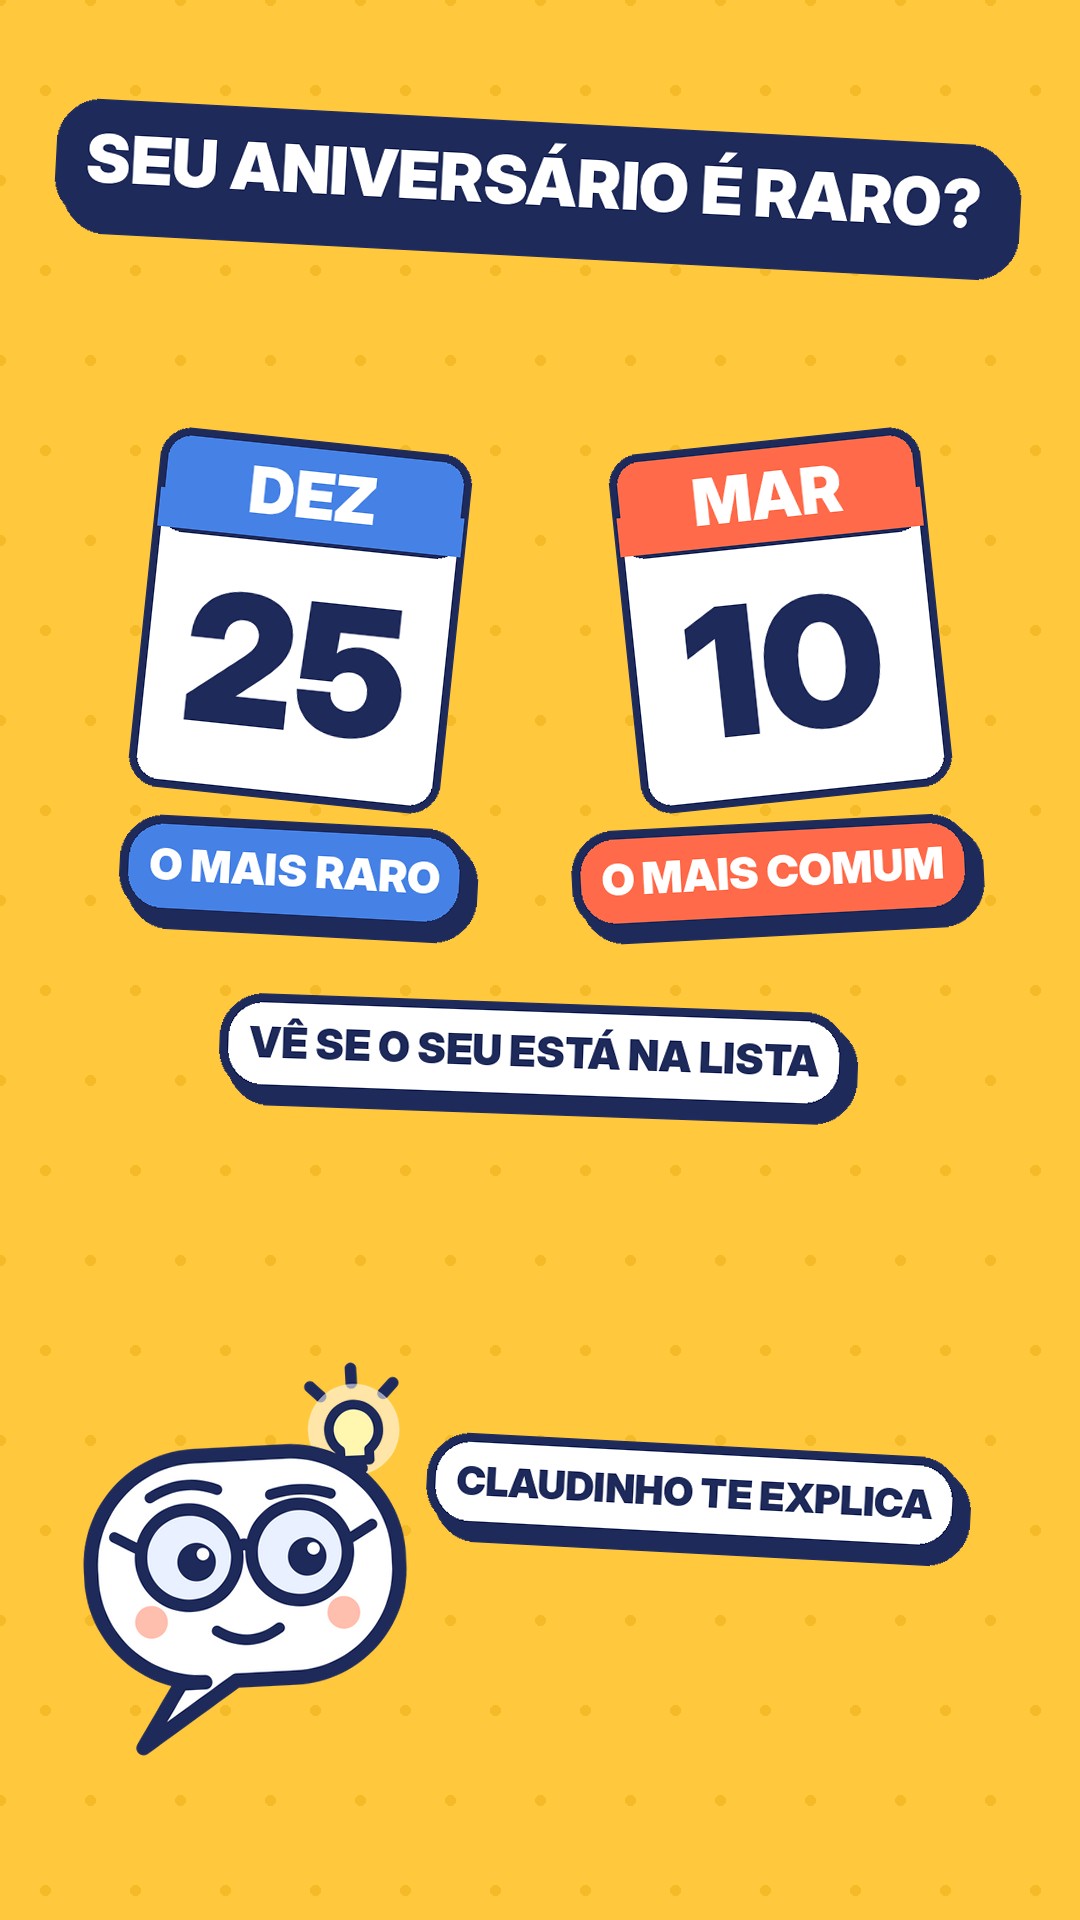 SEU ANIVERSÁRIO É RARO?
DEZ
25
MAR
10
O MAIS RARO
O MAIS COMUM
VÊ SE O SEU ESTÁ NA LISTA
CLAUDINHO TE EXPLICA